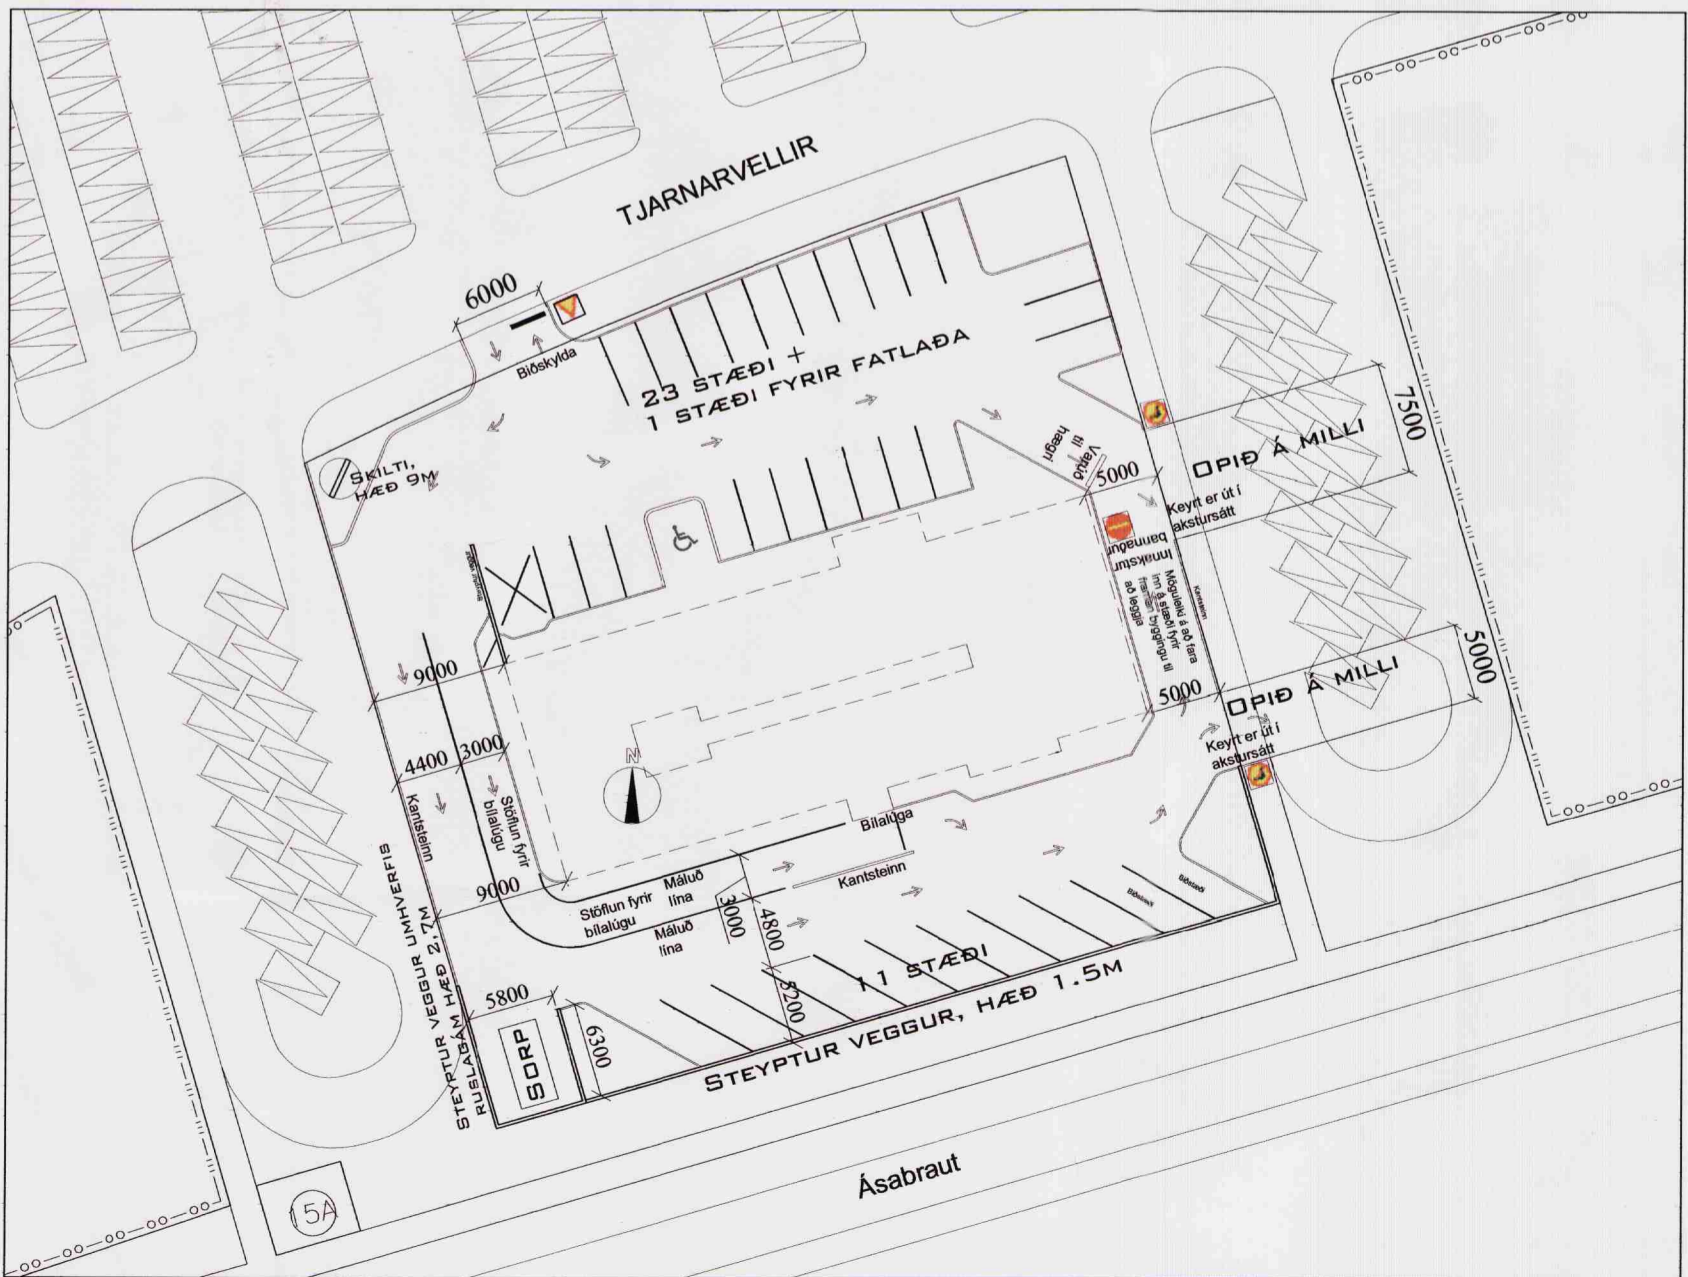 TJARNARVELLIR
6000
Biðskylda
23 STÆÐI +
1 STÆÐI FYRIR FATLAÐA
SKILTI,
HÆÐ 9M
Varúð
til
hægri
5000
OPIÐ Á MILLI
7500
Keyrt er út í
akstursátt
Innakstur
bannaður
Möguleiki á að fara
inn á stæði fyrir
framan byggingu til
að leggja
Kantsteinn
5000
OPIÐ Á MILLI
5000
Keyrt er út í
akstursátt
9000
4400
3000
Kantsteinn
Stöflun fyrir
bílalúgu
N
9000
Bílalúga
Kantsteinn
Stöflun fyrir
bílalúgu
Máluð
lína
Máluð
lína
3000
4800
5200
Biðstæði
Biðstæði
11 STÆÐI
STEYPTUR VEGGUR, HÆÐ 1.5M
STEYPTUR VEGGUR UMHVERFIS
RUSLAGÁM HÆÐ 2,7M
5800
SORP
6300
Ásabraut
15A